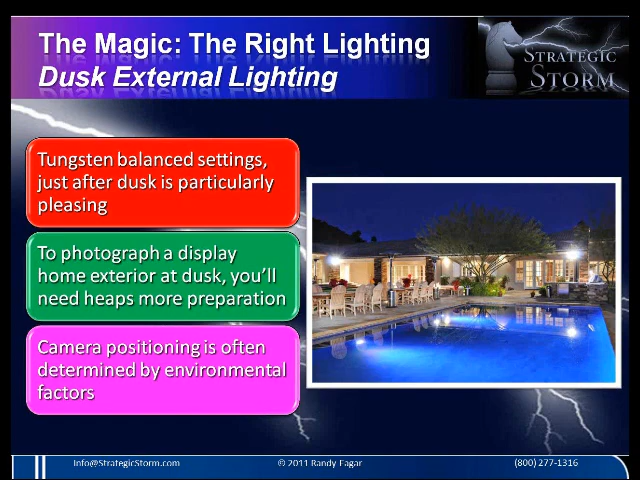 The Magic: The Right Lighting
Dusk External Lighting
STRATEGIC
STORM
Tungsten balanced settings,
just after dusk is particularly
pleasing
To photograph a display
home exterior at dusk, you'll
need heaps more preparation
Camera positioning is often
determined by environmental
factors
Info@StrategicStorm.com
© 2011 Randy Fagar
(800) 277-1316